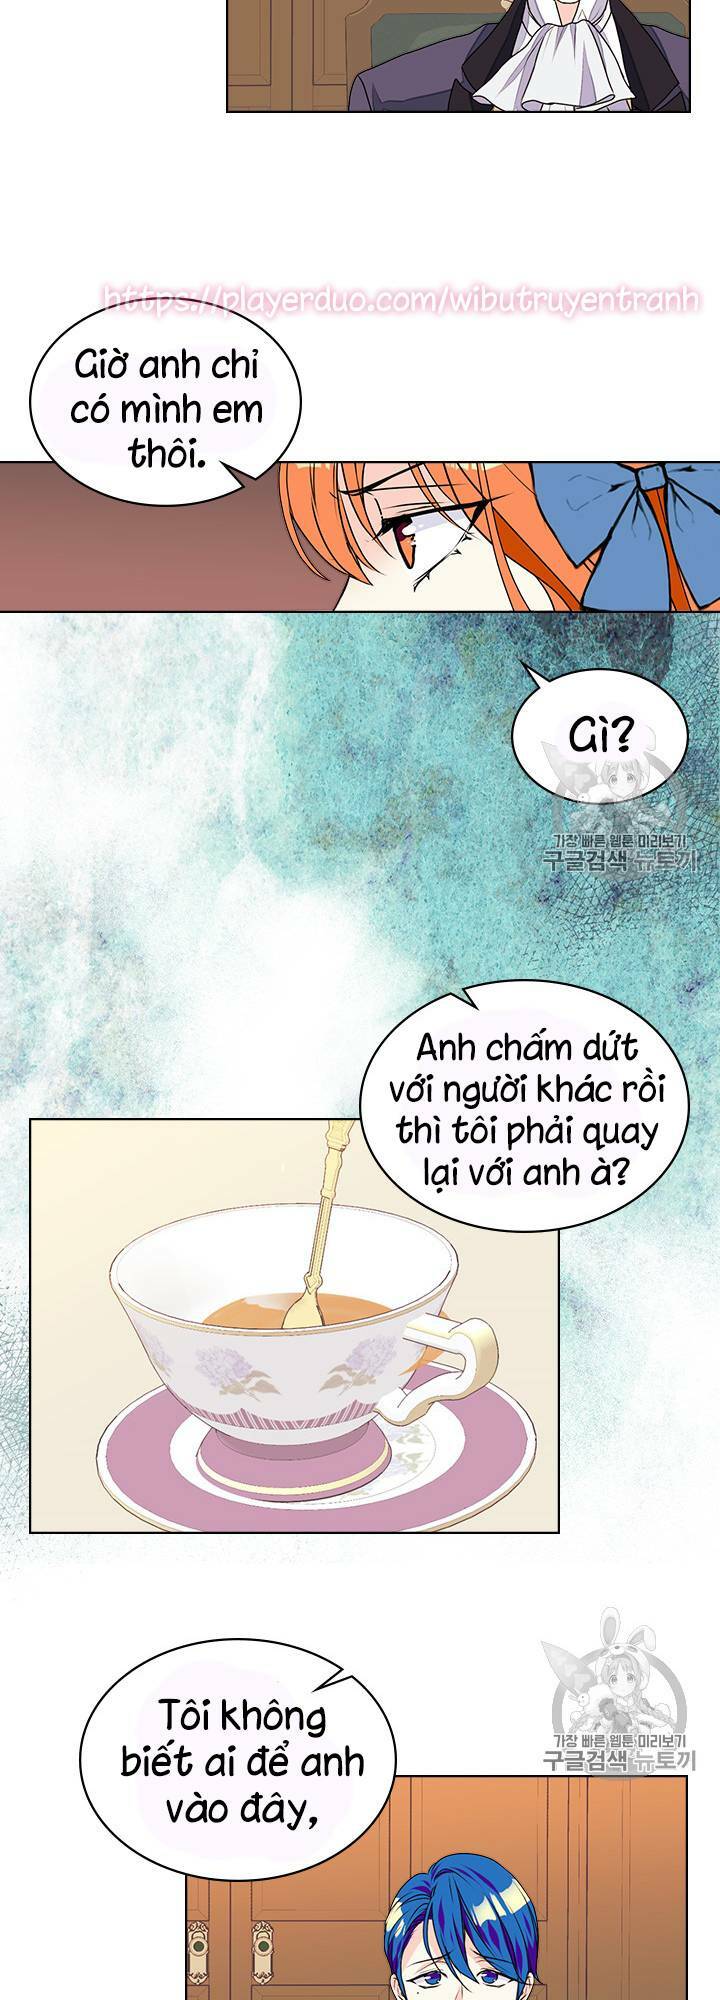 https://playerduo.com/wibutruyentranh
Giờ anh chỉ
có mình em
thôi.
Gì?
가장 빠른 웹툰 미리보기
구글검색 뉴토끼
Anh chấm dứt
với người khác rồi
thì tôi phải quay
lại với anh à?
Tôi không
biết ai để anh
vào đây,
가장 빠른 웹툰 미리보기
구글검색 뉴토끼